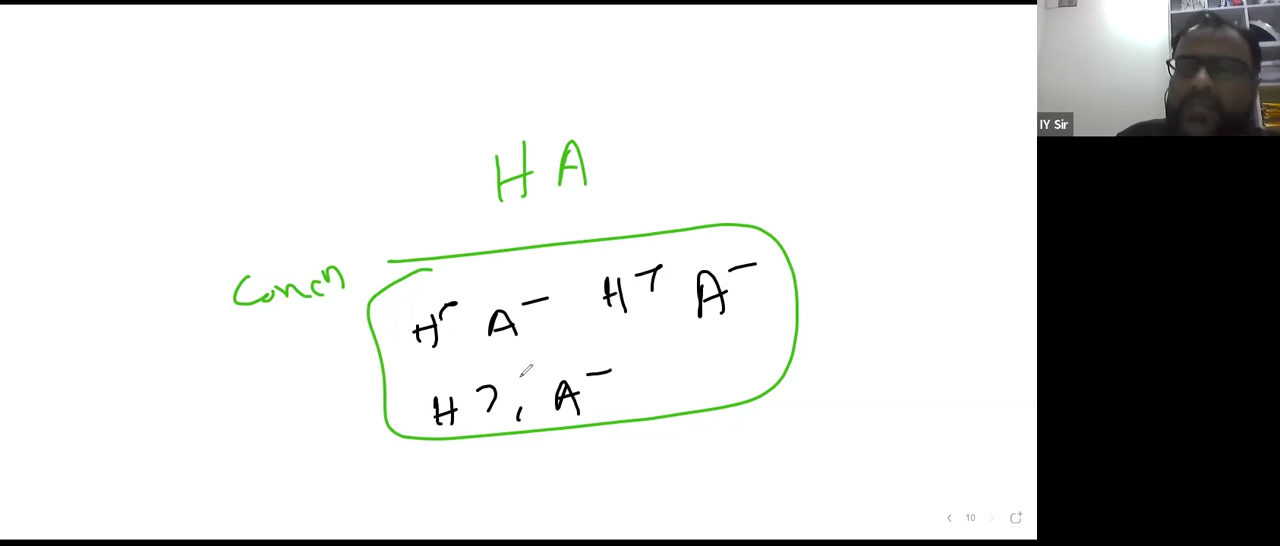 HA
Concn
H⁺ A⁻ H⁺ A⁻
H⁺, A⁻
IY Sir
10